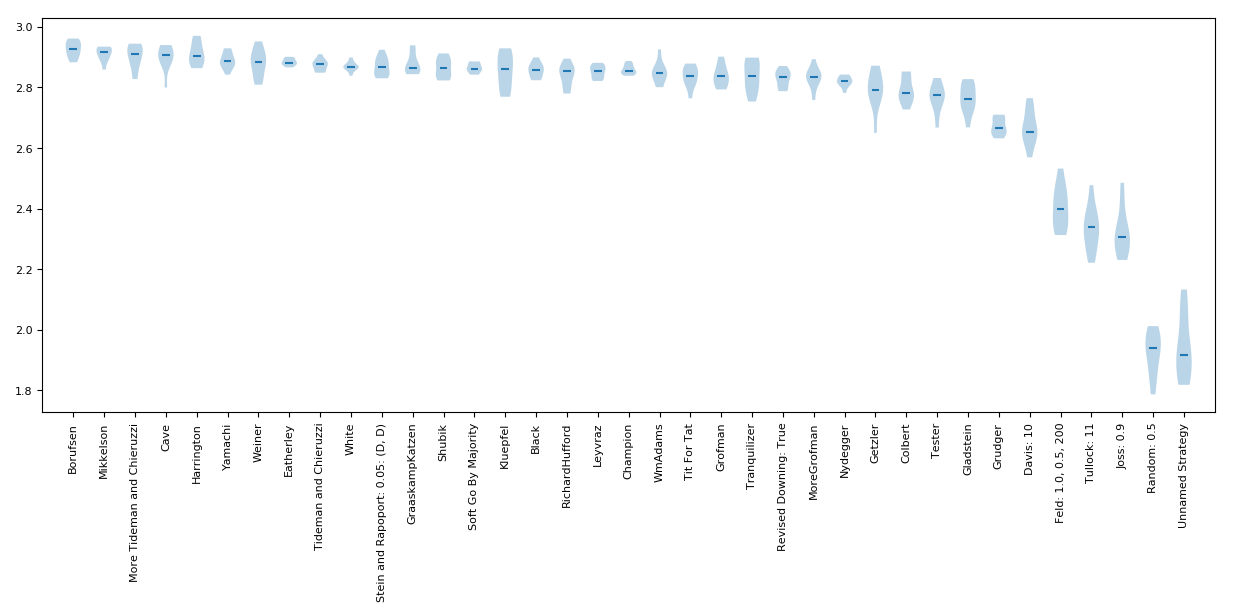 3.0
2.8
2.6
2.4
2.2
2.0
1.8
Borufsen
Mikkelson
More Tideman and Chieruzzi
Cave
Harrington
Yamachi
Weiner
Eatherley
Tideman and Chieruzzi
White
Stein and Rapoport: 0.05: (D, D)
GraaskampKatzen
Shubik
Soft Go By Majority
Kluepfel
Black
RichardHufford
Leyvraz
Champion
WmAdams
Tit For Tat
Grofman
Tranquilizer
Revised Downing: True
MoreGrofman
Nydegger
Getzler
Colbert
Tester
Gladstein
Grudger
Davis: 10
Feld: 1.0, 0.5, 200
Tullock: 11
Joss: 0.9
Random: 0.5
Unnamed Strategy